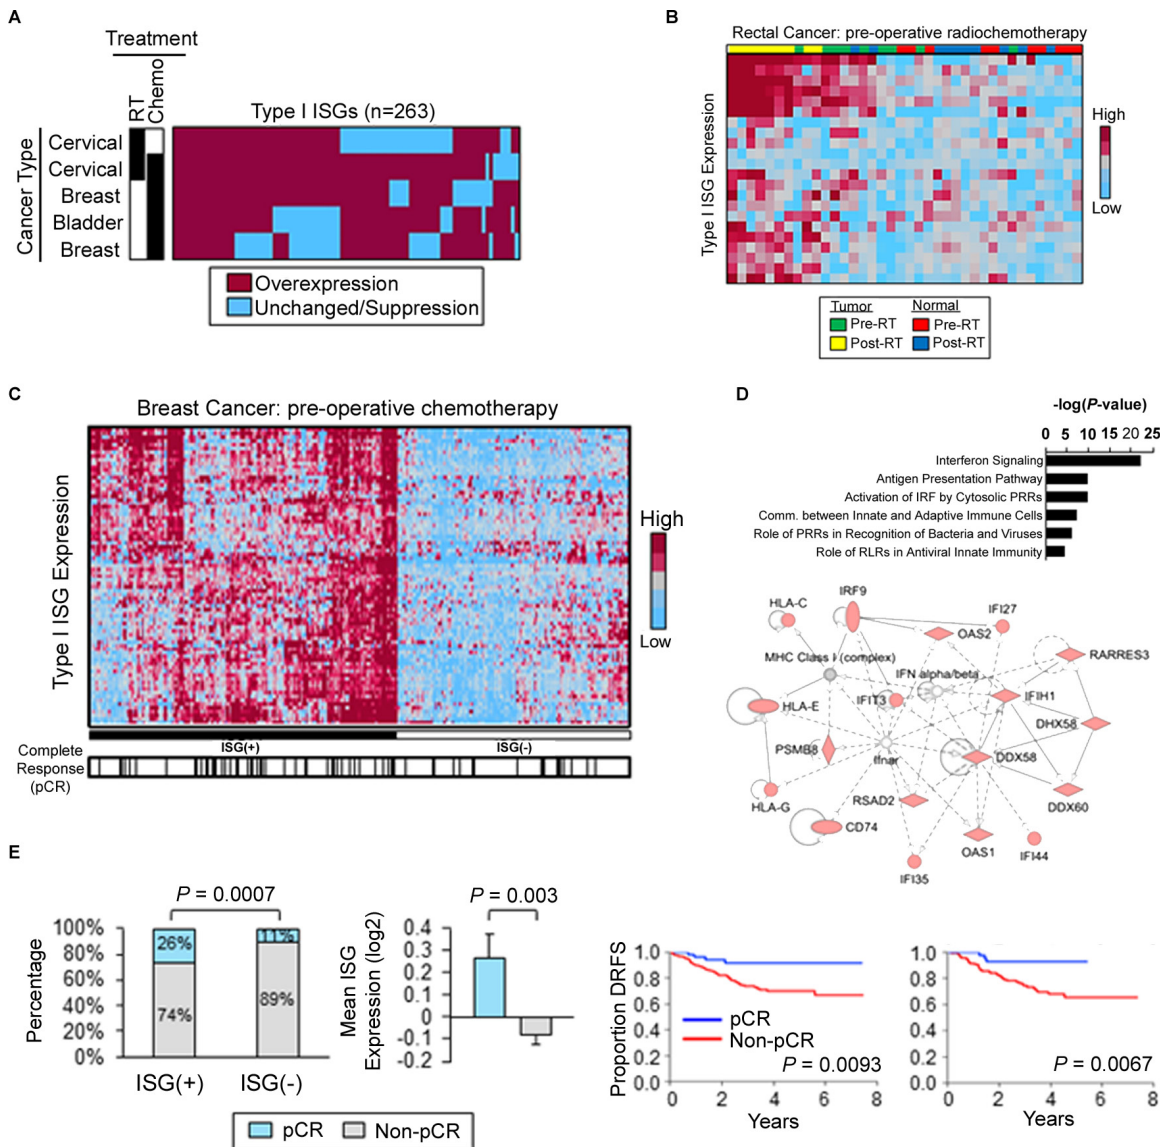 A
Treatment
RT
Chemo
Type I ISGs (n=263)
Cancer Type
Cervical
Cervical
Breast
Bladder
Breast
Overexpression
Unchanged/Suppression
B
Rectal Cancer: pre-operative radiochemotherapy
Type I ISG Expression
High
Low
Tumor
Normal
Pre-RT
Pre-RT
Post-RT
Post-RT
C
Breast Cancer: pre-operative chemotherapy
Type I ISG Expression
High
Low
ISG(+)
ISG(-)
Complete
Response
(pCR)
D
-log(P-value)
0 5 10 15 20 25
Interferon Signaling
Antigen Presentation Pathway
Activation of IRF by Cytosolic PRRs
Comm. between Innate and Adaptive Immune Cells
Role of PRRs in Recognition of Bacteria and Viruses
Role of RLRs in Antiviral Innate Immunity
IRF9
HLA-C
IFI27
OAS2
RARRES3
MHC Class I (complex)
IFN alpha/beta
IFIT3
IFIH1
HLA-E
DHX58
PSMB8
Ifnar
DDX58
HLA-G
RSAD2
DDX60
CD74
OAS1
IFI44
IFI35
E
P = 0.0007
Percentage
100%
80%
60%
40%
20%
0%
26%
74%
11%
89%
ISG(+)
ISG(-)
P = 0.003
Mean ISG
Expression (log2)
0.4
0.3
0.2
0.1
0
-0.1
-0.2
pCR
Non-pCR
Proportion DRFS
1.0
0.8
0.6
0.4
0.2
0.0
pCR
Non-pCR
P = 0.0093
0 2 4 6 8
Years
1.0
0.8
0.6
0.4
0.2
0.0
P = 0.0067
0 2 4 6 8
Years